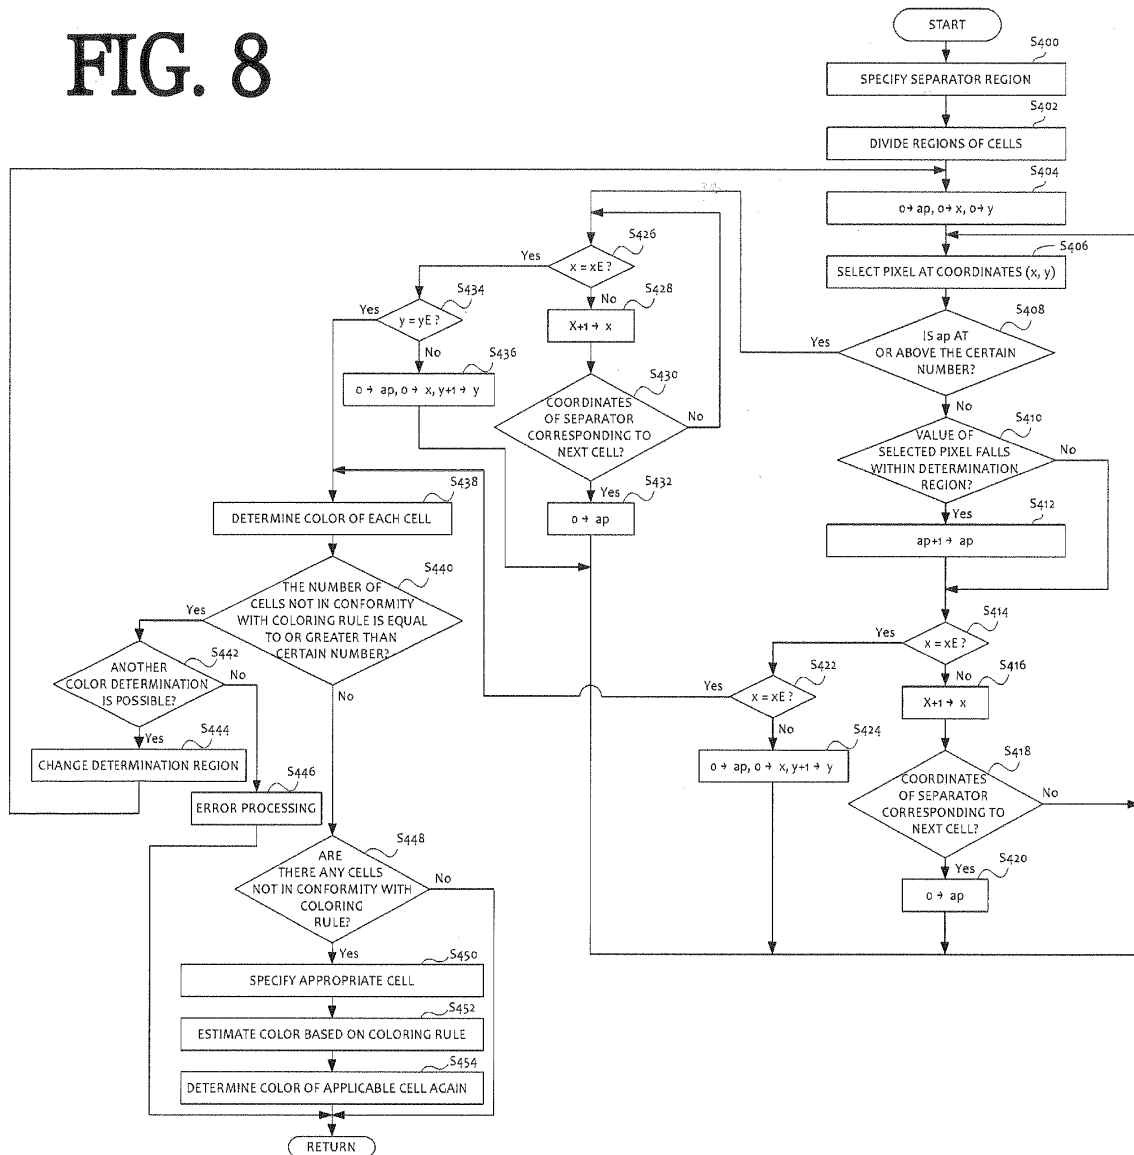 FIG. 8
START
S400
SPECIFY SEPARATOR REGION
S402
DIVIDE REGIONS OF CELLS
S404
0→ap, 0→x, 0→y
S406
SELECT PIXEL AT COORDINATES (x, y)
S408
IS ap AT
OR ABOVE THE CERTAIN
NUMBER?
Yes
No
S410
VALUE OF
SELECTED PIXEL FALLS
WITHIN DETERMINATION
REGION?
No
Yes
S412
ap+1 → ap
S414
x = xE ?
Yes
No
S416
X+1 → x
S418
COORDINATES
OF SEPARATOR
CORRESPONDING TO
NEXT CELL?
No
Yes
S420
0 → ap
S422
x = xE ?
Yes
No
S424
0 → ap, 0 → x, y+1 → y
S426
x = xE ?
Yes
No
S428
X+1 → x
S430
COORDINATES
OF SEPARATOR
CORRESPONDING TO
NEXT CELL?
No
Yes
S432
0 → ap
S434
y = yE ?
Yes
No
S436
0 → ap, 0 → x, y+1 → y
S438
DETERMINE COLOR OF EACH CELL
S440
THE NUMBER OF
CELLS NOT IN CONFORMITY
WITH COLORING RULE IS EQUAL
TO OR GREATER THAN
CERTAIN NUMBER?
Yes
No
S442
ANOTHER
COLOR DETERMINATION
IS POSSIBLE?
No
Yes
S444
CHANGE DETERMINATION REGION
S446
ERROR PROCESSING
S448
ARE
THERE ANY CELLS
NOT IN CONFORMITY WITH
COLORING
RULE?
No
Yes
S450
SPECIFY APPROPRIATE CELL
S452
ESTIMATE COLOR BASED ON COLORING RULE
S454
DETERMINE COLOR OF APPLICABLE CELL AGAIN
RETURN